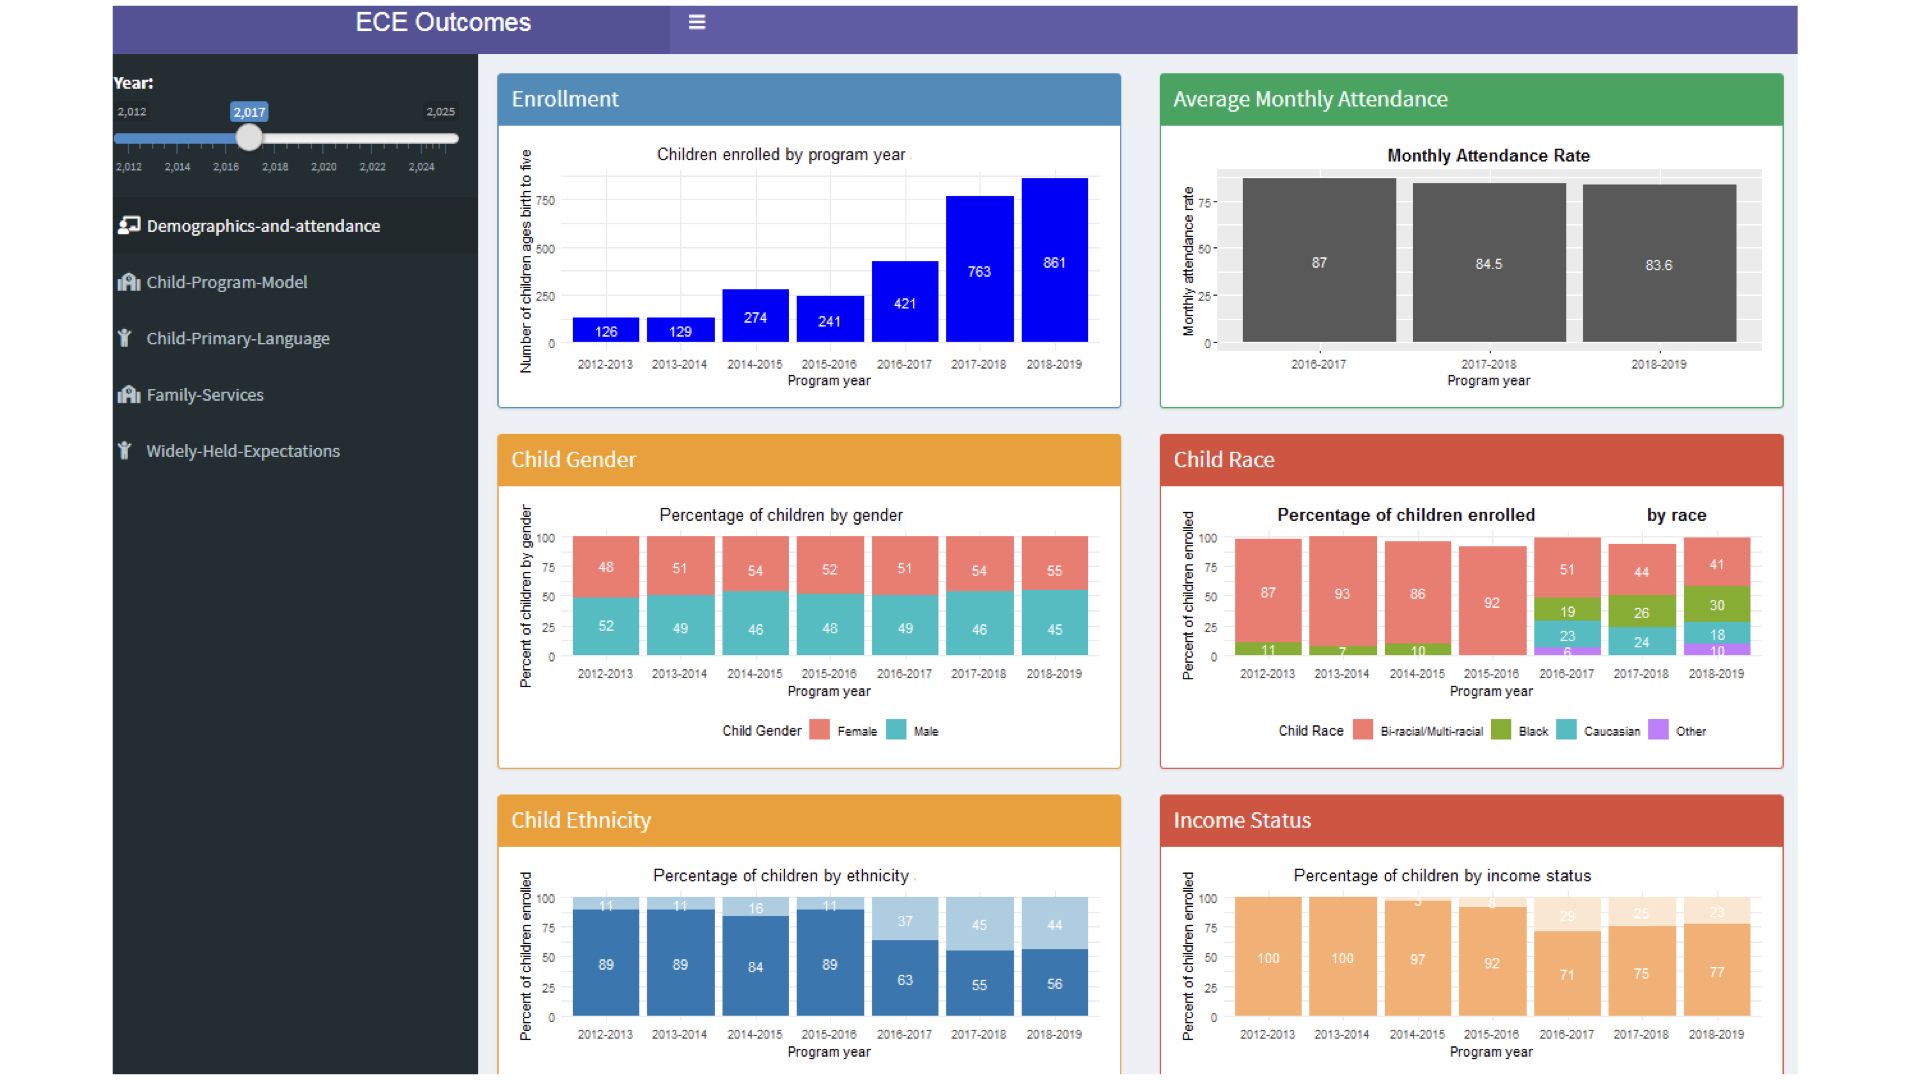 ECE Outcomes
Year:
2,012 2,017 2,025
2,012 2,014 2,016 2,018 2,020 2,022 2,024
Demographics-and-attendance
Child-Program-Model
Child-Primary-Language
Family-Services
Widely-Held-Expectations
Enrollment
Children enrolled by program year
Number of children ages birth to five
750
500
250
0
126 129 274 241 421 763 861
2012-2013 2013-2014 2014-2015 2015-2016 2016-2017 2017-2018 2018-2019
Program year
Average Monthly Attendance
Monthly Attendance Rate
Monthly attendance rate
75
50
25
0
87 84.5 83.6
2016-2017 2017-2018 2018-2019
Program year
Child Gender
Percentage of children by gender
Percent of children by gender
100
75
50
25
0
48 51 54 52 51 54 55
52 49 46 48 49 46 45
2012-2013 2013-2014 2014-2015 2015-2016 2016-2017 2017-2018 2018-2019
Program year
Child Gender Female Male
Child Race
Percentage of children enrolled by race
Percent of children enrolled
100
75
50
25
0
87 93 86 92 51 44 41
11 7 10 19 26 30
23 24 18
6 10
2012-2013 2013-2014 2014-2015 2015-2016 2016-2017 2017-2018 2018-2019
Program year
Child Race Bi-racial/Multi-racial Black Caucasian Other
Child Ethnicity
Percentage of children by ethnicity
Percent of children enrolled
100
75
50
25
0
11 11 16 11 37 45 44
89 89 84 89 63 55 56
2012-2013 2013-2014 2014-2015 2015-2016 2016-2017 2017-2018 2018-2019
Program year
Income Status
Percentage of children by income status
Percent of children enrolled
100
75
50
25
0
3 8 29 25 23
100 100 97 92 71 75 77
2012-2013 2013-2014 2014-2015 2015-2016 2016-2017 2017-2018 2018-2019
Program year